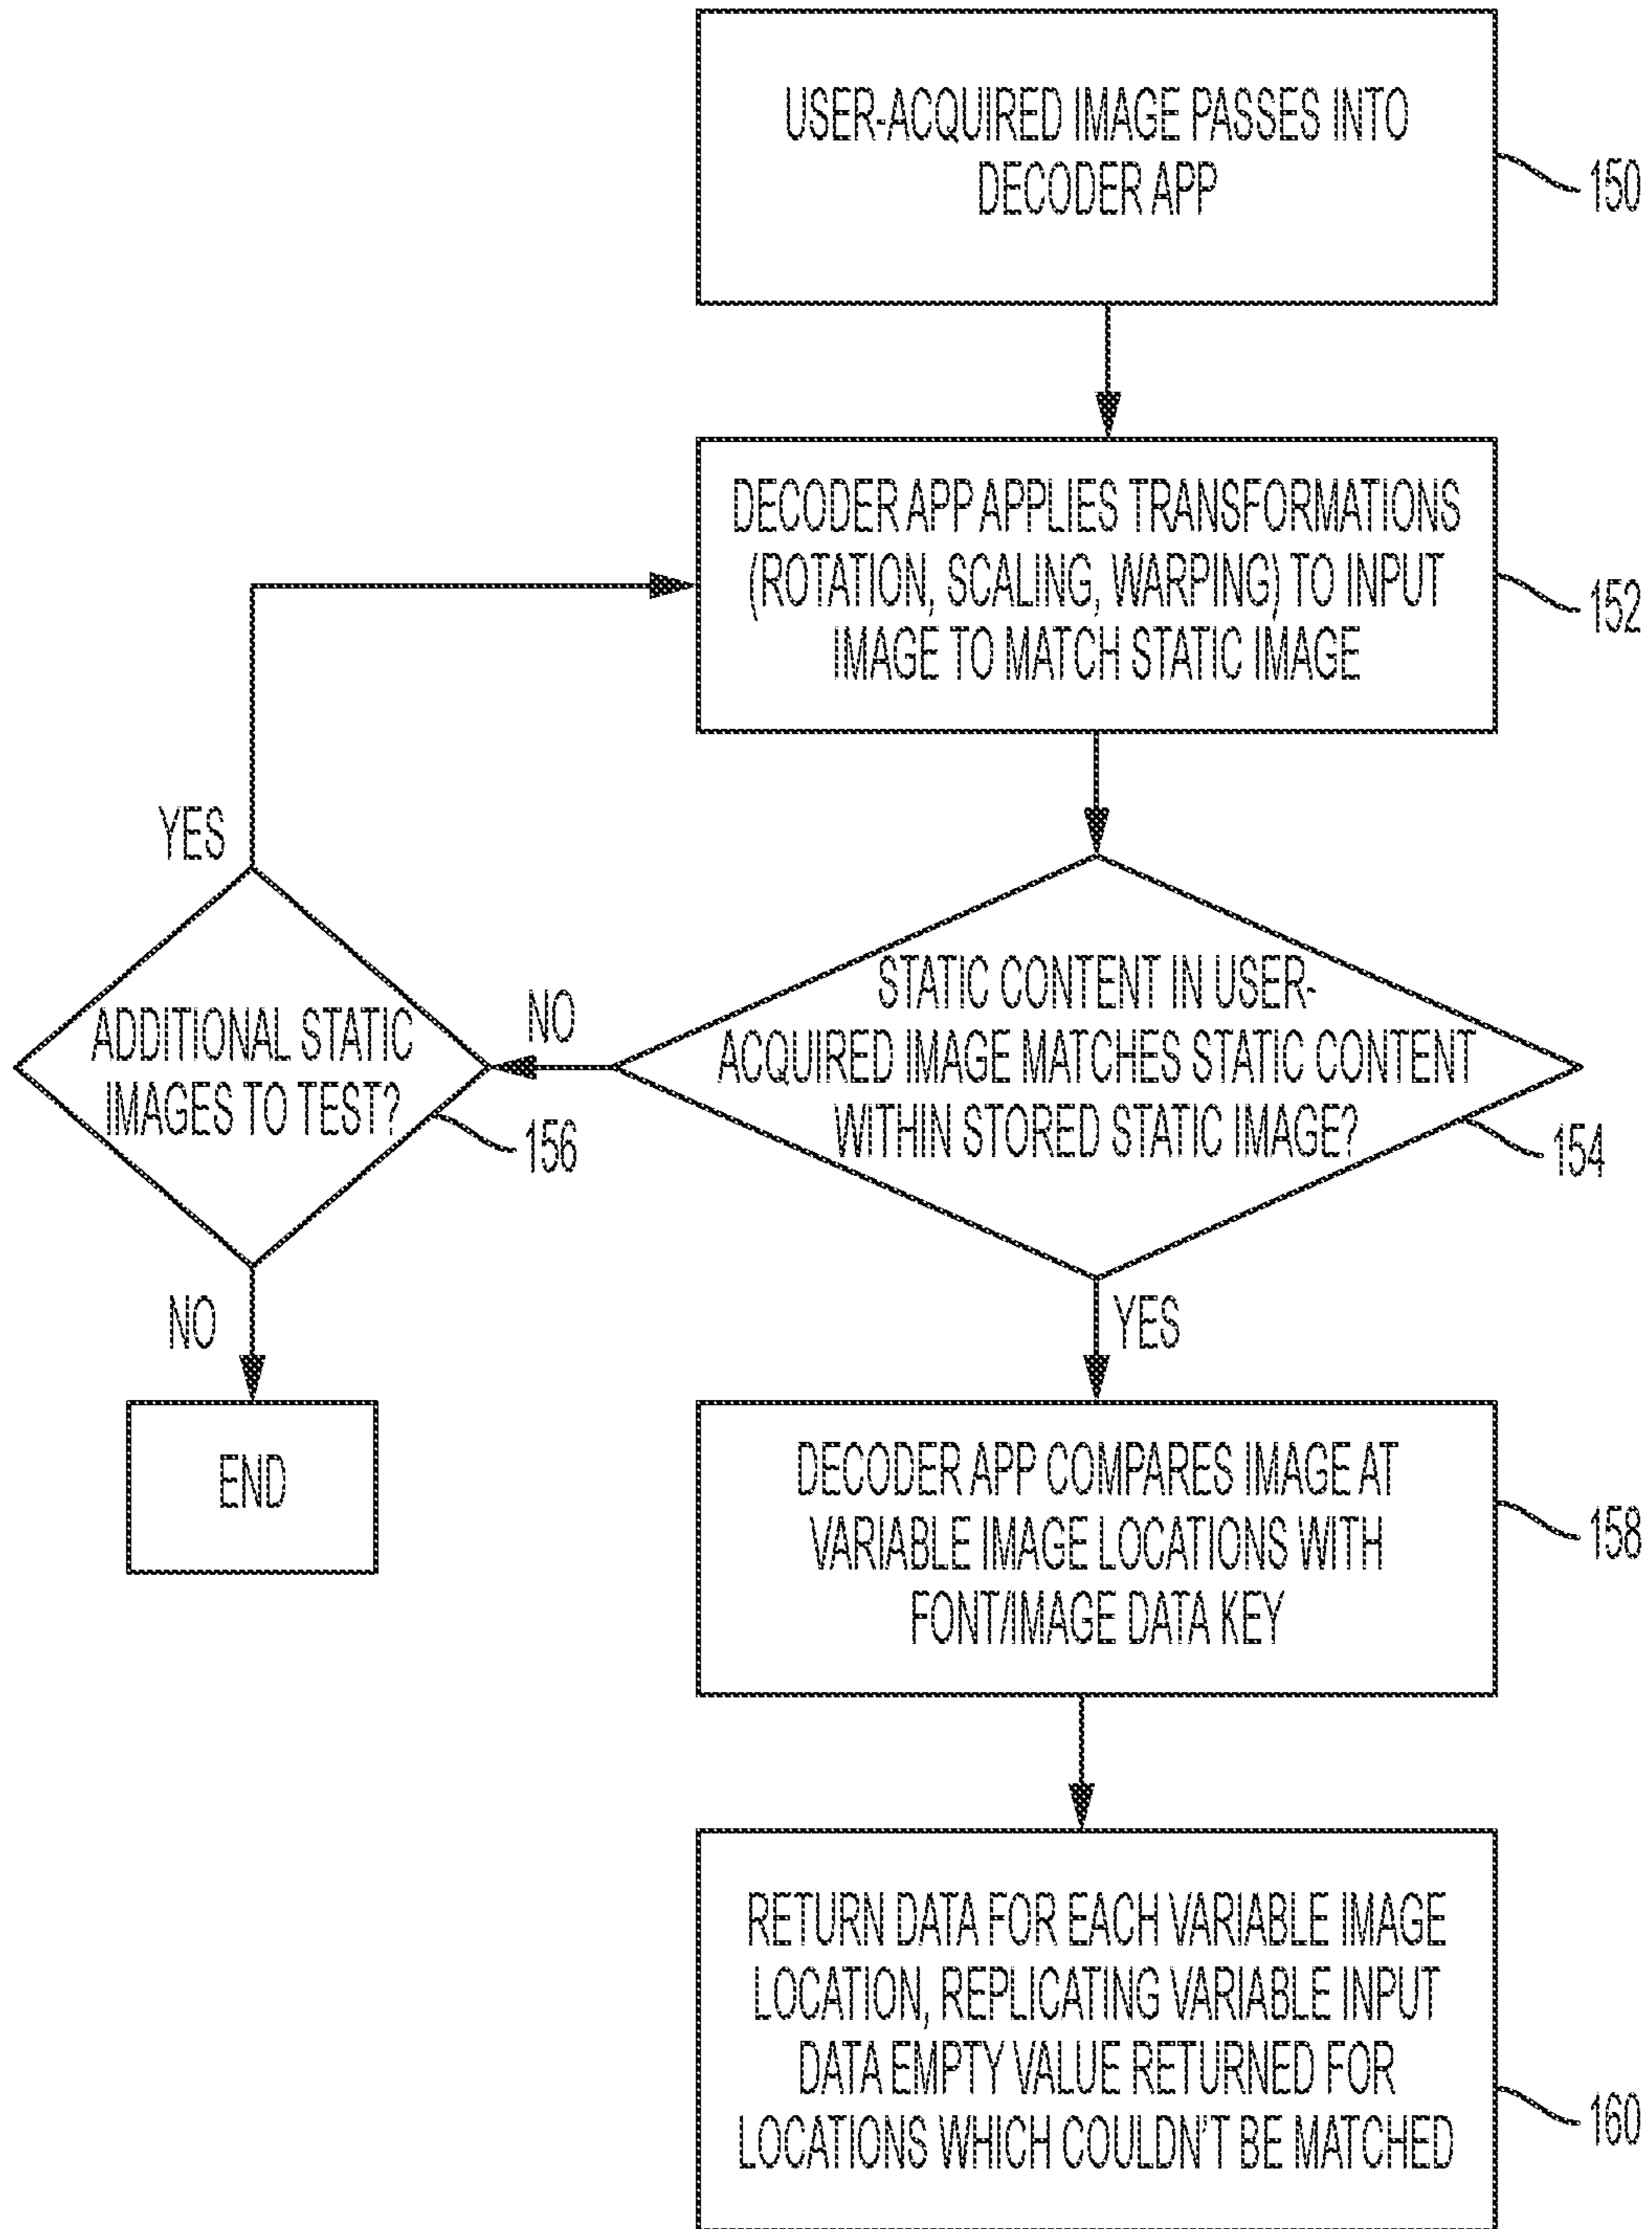 USER-ACQUIRED IMAGE PASSES INTO
DECODER APP
150
DECODER APP APPLIES TRANSFORMATIONS
(ROTATION, SCALING, WARPING) TO INPUT
IMAGE TO MATCH STATIC IMAGE
152
YES
ADDITIONAL STATIC
IMAGES TO TEST?
156
NO
STATIC CONTENT IN USER-
ACQUIRED IMAGE MATCHES STATIC CONTENT
WITHIN STORED STATIC IMAGE?
154
NO
END
YES
DECODER APP COMPARES IMAGE AT
VARIABLE IMAGE LOCATIONS WITH
FONT/IMAGE DATA KEY
158
RETURN DATA FOR EACH VARIABLE IMAGE
LOCATION, REPLICATING VARIABLE INPUT
DATA EMPTY VALUE RETURNED FOR
LOCATIONS WHICH COULDN'T BE MATCHED
160